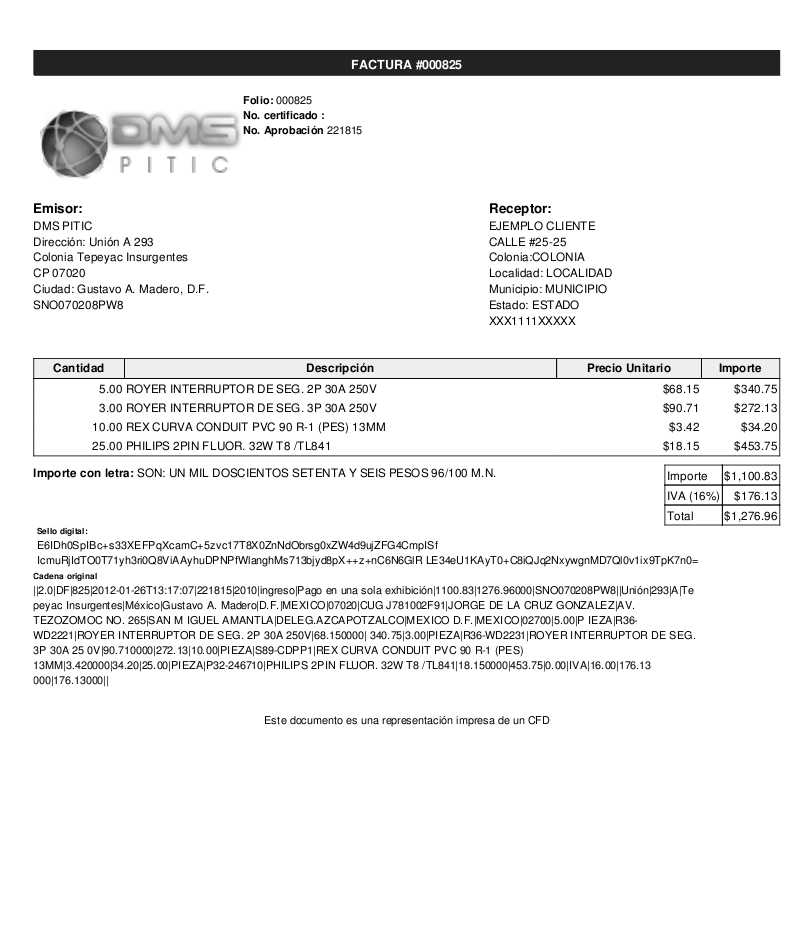 FACTURA #000825
DMS
PITIC
Folio: 000825
No. certificado :
No. Aprobación 221815
Emisor:
DMS PITIC
Dirección: Unión A 293
Colonia Tepeyac Insurgentes
CP 07020
Ciudad: Gustavo A. Madero, D.F.
SNO070208PW8
Receptor:
EJEMPLO CLIENTE
CALLE #25-25
Colonia:COLONIA
Localidad: LOCALIDAD
Municipio: MUNICIPIO
Estado: ESTADO
XXX1111XXXXX
Cantidad Descripción Precio Unitario Importe
5.00 ROYER INTERRUPTOR DE SEG. 2P 30A 250V $68.15 $340.75
3.00 ROYER INTERRUPTOR DE SEG. 3P 30A 250V $90.71 $272.13
10.00 REX CURVA CONDUIT PVC 90 R-1 (PES) 13MM $3.42 $34.20
25.00 PHILIPS 2PIN FLUOR. 32W T8 /TL841 $18.15 $453.75
Importe con letra: SON: UN MIL DOSCIENTOS SETENTA Y SEIS PESOS 96/100 M.N.
Importe $1,100.83
IVA (16%) $176.13
Total $1,276.96
Sello digital:
E6IDh0SpIBc+s33XEFPqXcamC+5zvc17T8X0ZnNdObrsg0xZW4d9ujZFG4CmpISf
IcmuRjIdTO0T71yh3ri0Q8ViAAyhuDPNPfWlanghMs713bjyd8pX++z+nC6N6GIR LE34eU1KAyT0+C8iQJq2NxywgnMD7QI0v1ix9TpK7n0=
Cadena original
||2.0|DF|825|2012-01-26T13:17:07|221815|2010|ingreso|Pago en una sola exhibición|1100.83|1276.96000|SNO070208PW8||Unión|293|A|Te
peyac Insurgentes|México|Gustavo A. Madero|D.F.|MEXICO|07020|CUG J781002F91|JORGE DE LA CRUZ GONZALEZ|AV.
TEZOZOMOC NO. 265|SAN M IGUEL AMANTLA|DELEG.AZCAPOTZALCO|MEXICO D.F.|MEXICO|02700|5.00|P IEZA|R36-
WD2221|ROYER INTERRUPTOR DE SEG. 2P 30A 250V|68.150000| 340.75|3.00|PIEZA|R36-WD2231|ROYER INTERRUPTOR DE SEG.
3P 30A 25 0V|90.710000|272.13|10.00|PIEZA|S89-CDPP1|REX CURVA CONDUIT PVC 90 R-1 (PES)
13MM|3.420000|34.20|25.00|PIEZA|P32-246710|PHILIPS 2PIN FLUOR. 32W T8 /TL841|18.150000|453.75|0.00|IVA|16.00|176.13
000|176.13000||
Este documento es una representación impresa de un CFD